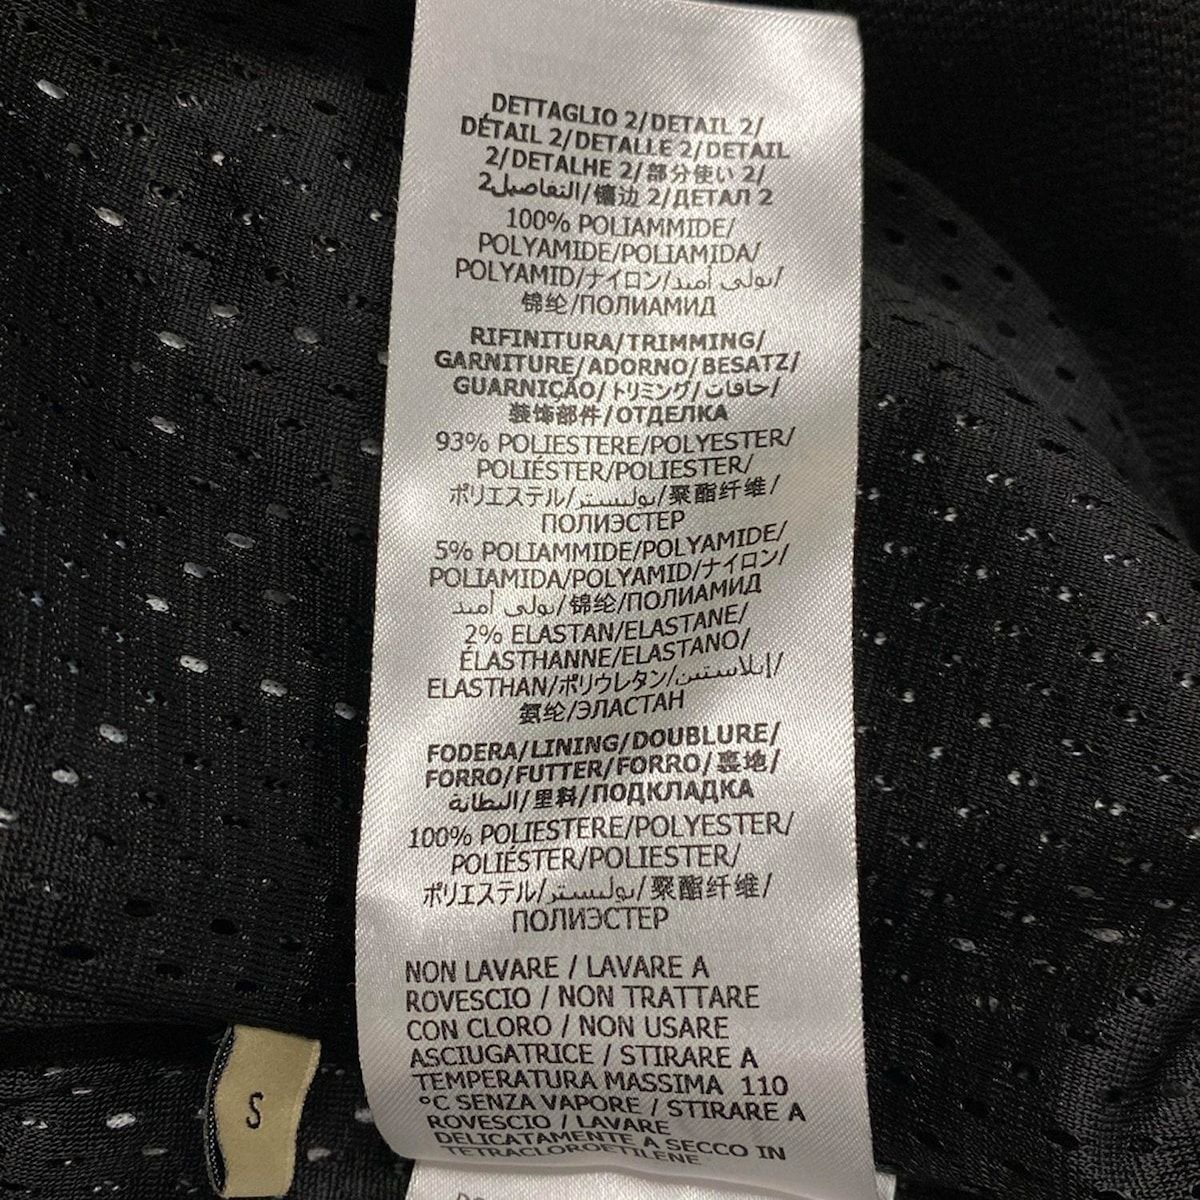 DETTAGLIO 2/DETAIL 2/
DÉTAIL 2/DETALLE 2/DETAIL
2/DETALHE 2/部分使い 2/
التفاصيل2/镶边 2/ДЕТАЛ 2
100% POLIAMMIDE/
POLYAMIDE/POLIAMIDA/
POLYAMID/ナイロン/بولي أميد/
锦纶/ПОЛИАМИД
RIFINITURA/TRIMMING/
GARNITURE/ADORNO/BESATZ/
GUARNIÇÃO/トリミング/حافات/
装饰部件/ОТДЕЛКА
93% POLIESTERE/POLYESTER/
POLIÉSTER/POLIESTER/
ポリエステル/بوليستر/聚酯纤维/
ПОЛИЭСТЕР
5% POLIAMMIDE/POLYAMIDE/
POLIAMIDA/POLYAMID/ナイロン/
بولي أميد/锦纶/ПОЛИАМИД
2% ELASTAN/ELASTANE/
ÉLASTHANNE/ELASTANO/
ELASTHAN/ポリウレタン/إيلاستين/
氨纶/ЭЛАСТАН
FODERA/LINING/DOUBLURE/
FORRO/FUTTER/FORRO/裏地/
البطانة/里料/ПОДКЛАДКА
100% POLIESTERE/POLYESTER/
POLIÉSTER/POLIESTER/
ポリエステル/بوليستر/聚酯纤维/
ПОЛИЭСТЕР
NON LAVARE / LAVARE A
ROVESCIO / NON TRATTARE
CON CLORO / NON USARE
ASCIUGATRICE / STIRARE A
TEMPERATURA MASSIMA 110
°C SENZA VAPORE / STIRARE A
ROVESCIO / LAVARE
DELICATAMENTE A SECCO IN
TETRACLOROETILENE
S